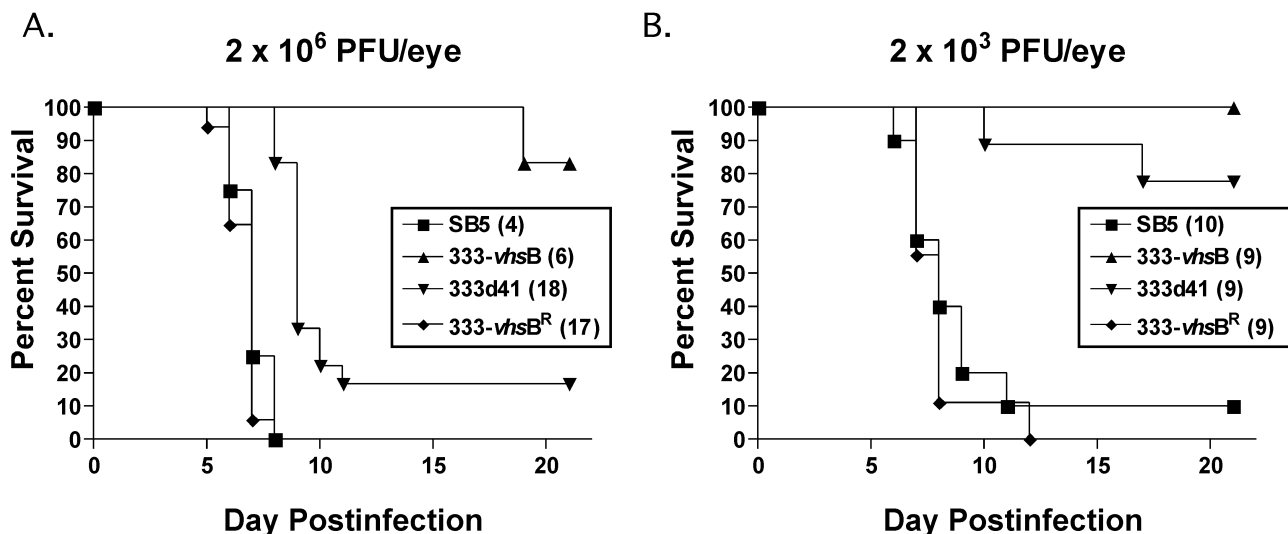 A.
2 x 10⁶ PFU/eye
Percent Survival
100
90
80
70
60
50
40
30
20
10
0
0 5 10 15 20
Day Postinfection
SB5 (4)
333-vhsB (6)
333d41 (18)
333-vhsBᴿ (17)
B.
2 x 10³ PFU/eye
Percent Survival
100
90
80
70
60
50
40
30
20
10
0
0 5 10 15 20
Day Postinfection
SB5 (10)
333-vhsB (9)
333d41 (9)
333-vhsBᴿ (9)